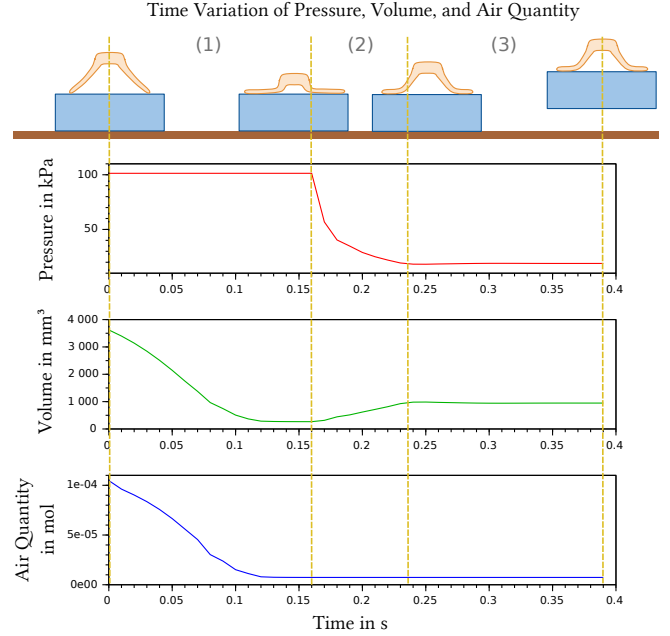 Time Variation of Pressure, Volume, and Air Quantity
(1) (2) (3)
Pressure in kPa
100
50
0 0.05 0.1 0.15 0.2 0.25 0.3 0.35 0.4
Volume in mm³
4 000
3 000
2 000
1 000
0
0 0.05 0.1 0.15 0.2 0.25 0.3 0.35 0.4
Air Quantity
in mol
1e-04
5e-05
0e00
0 0.05 0.1 0.15 0.2 0.25 0.3 0.35 0.4
Time in s